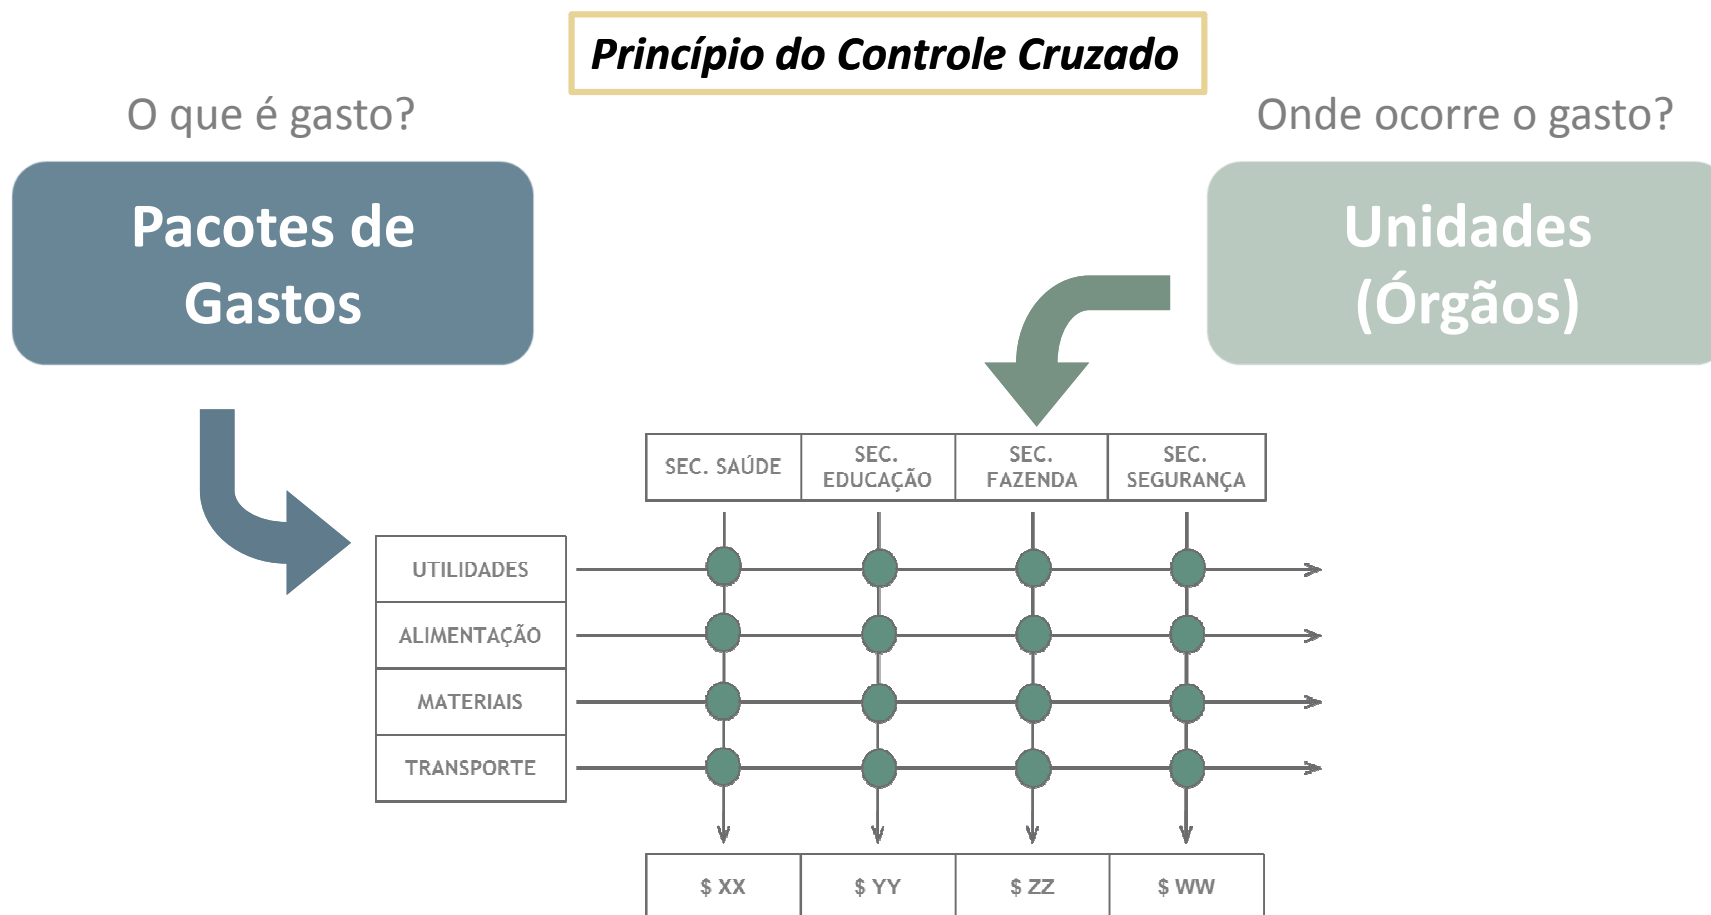 Princípio do Controle Cruzado
O que é gasto?
Onde ocorre o gasto?
Pacotes de
Gastos
Unidades
(Órgãos)
SEC. SAÚDE
SEC.
EDUCAÇÃO
SEC.
FAZENDA
SEC.
SEGURANÇA
UTILIDADES
ALIMENTAÇÃO
MATERIAIS
TRANSPORTE
$ XX
$ YY
$ ZZ
$ WW